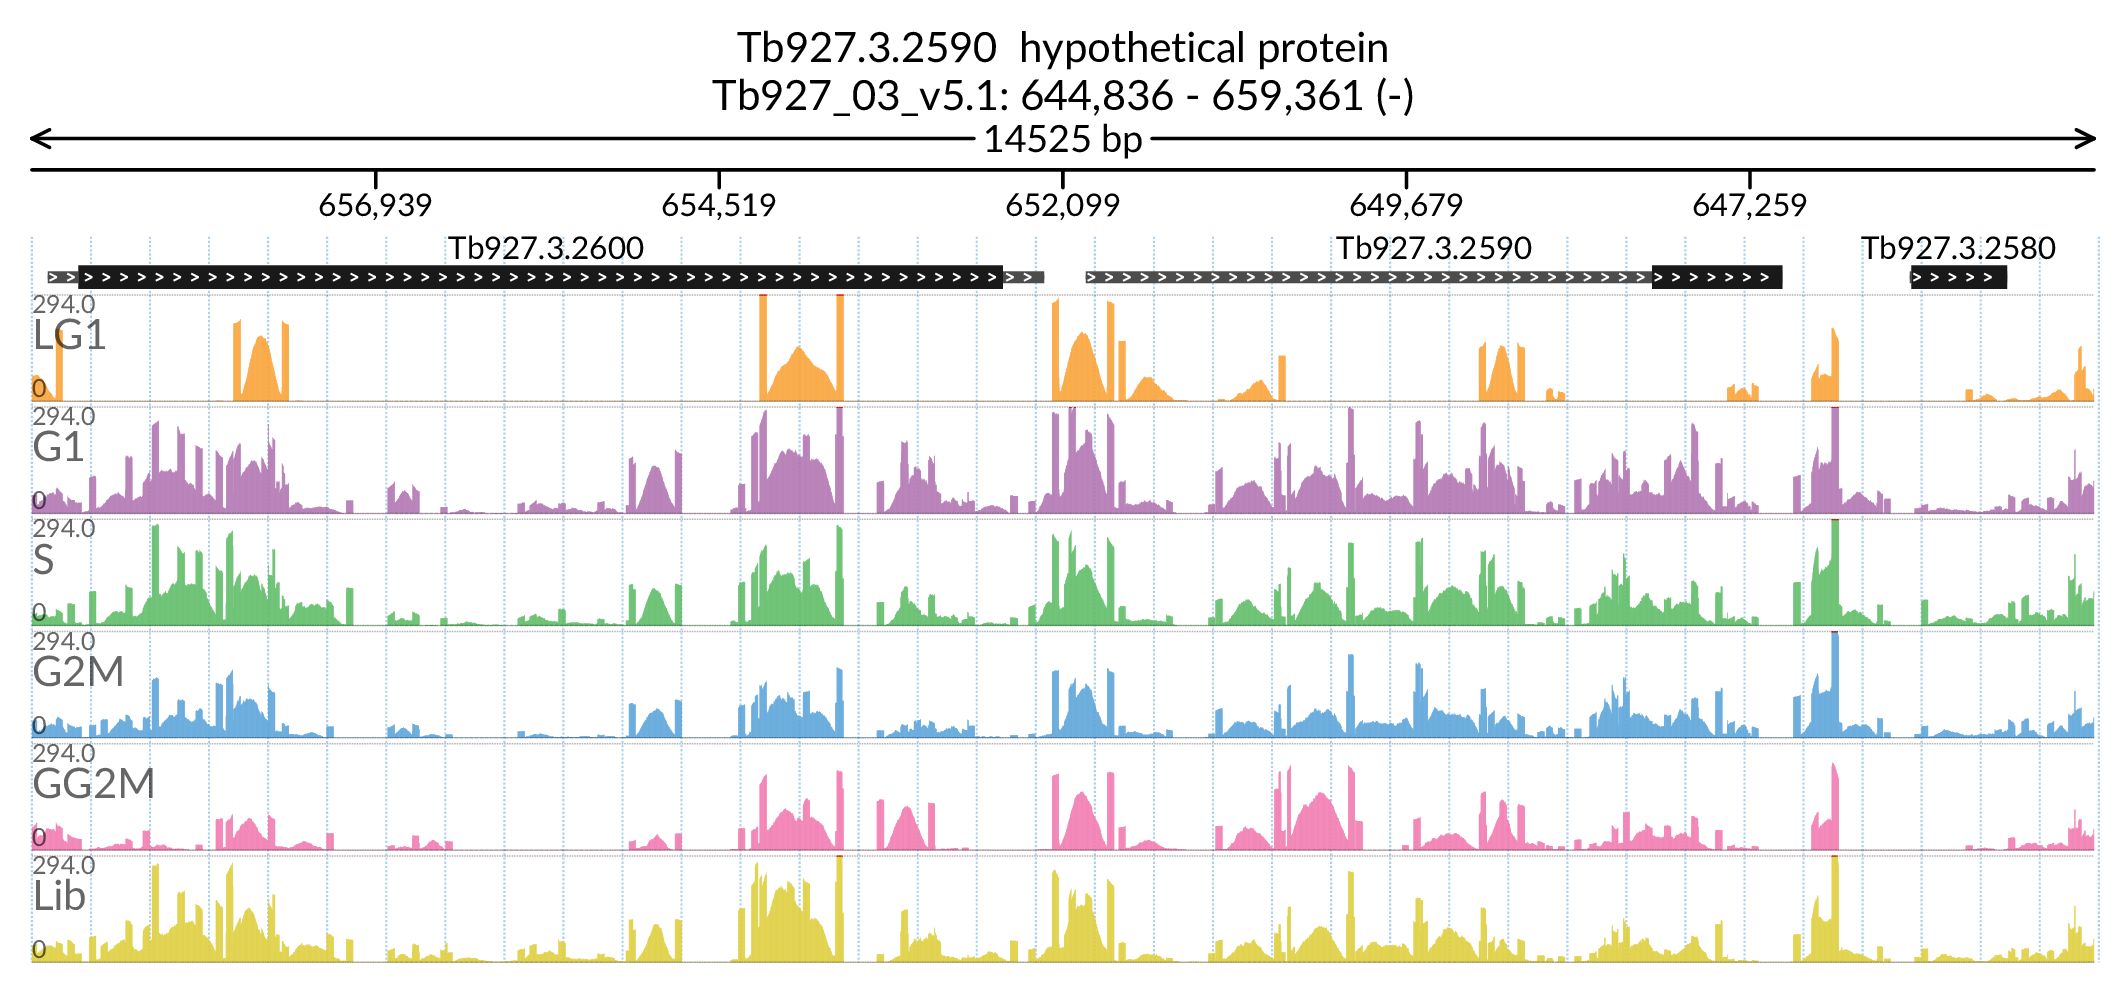 Tb927.3.2590  hypothetical protein
Tb927_03_v5.1: 644,836 - 659,361 (-)
14525 bp
656,939 654,519 652,099 649,679 647,259
Tb927.3.2600 Tb927.3.2590 Tb927.3.2580
294.0
LG1
0
294.0
G1
0
294.0
S
0
294.0
G2M
0
294.0
GG2M
0
294.0
Lib
0